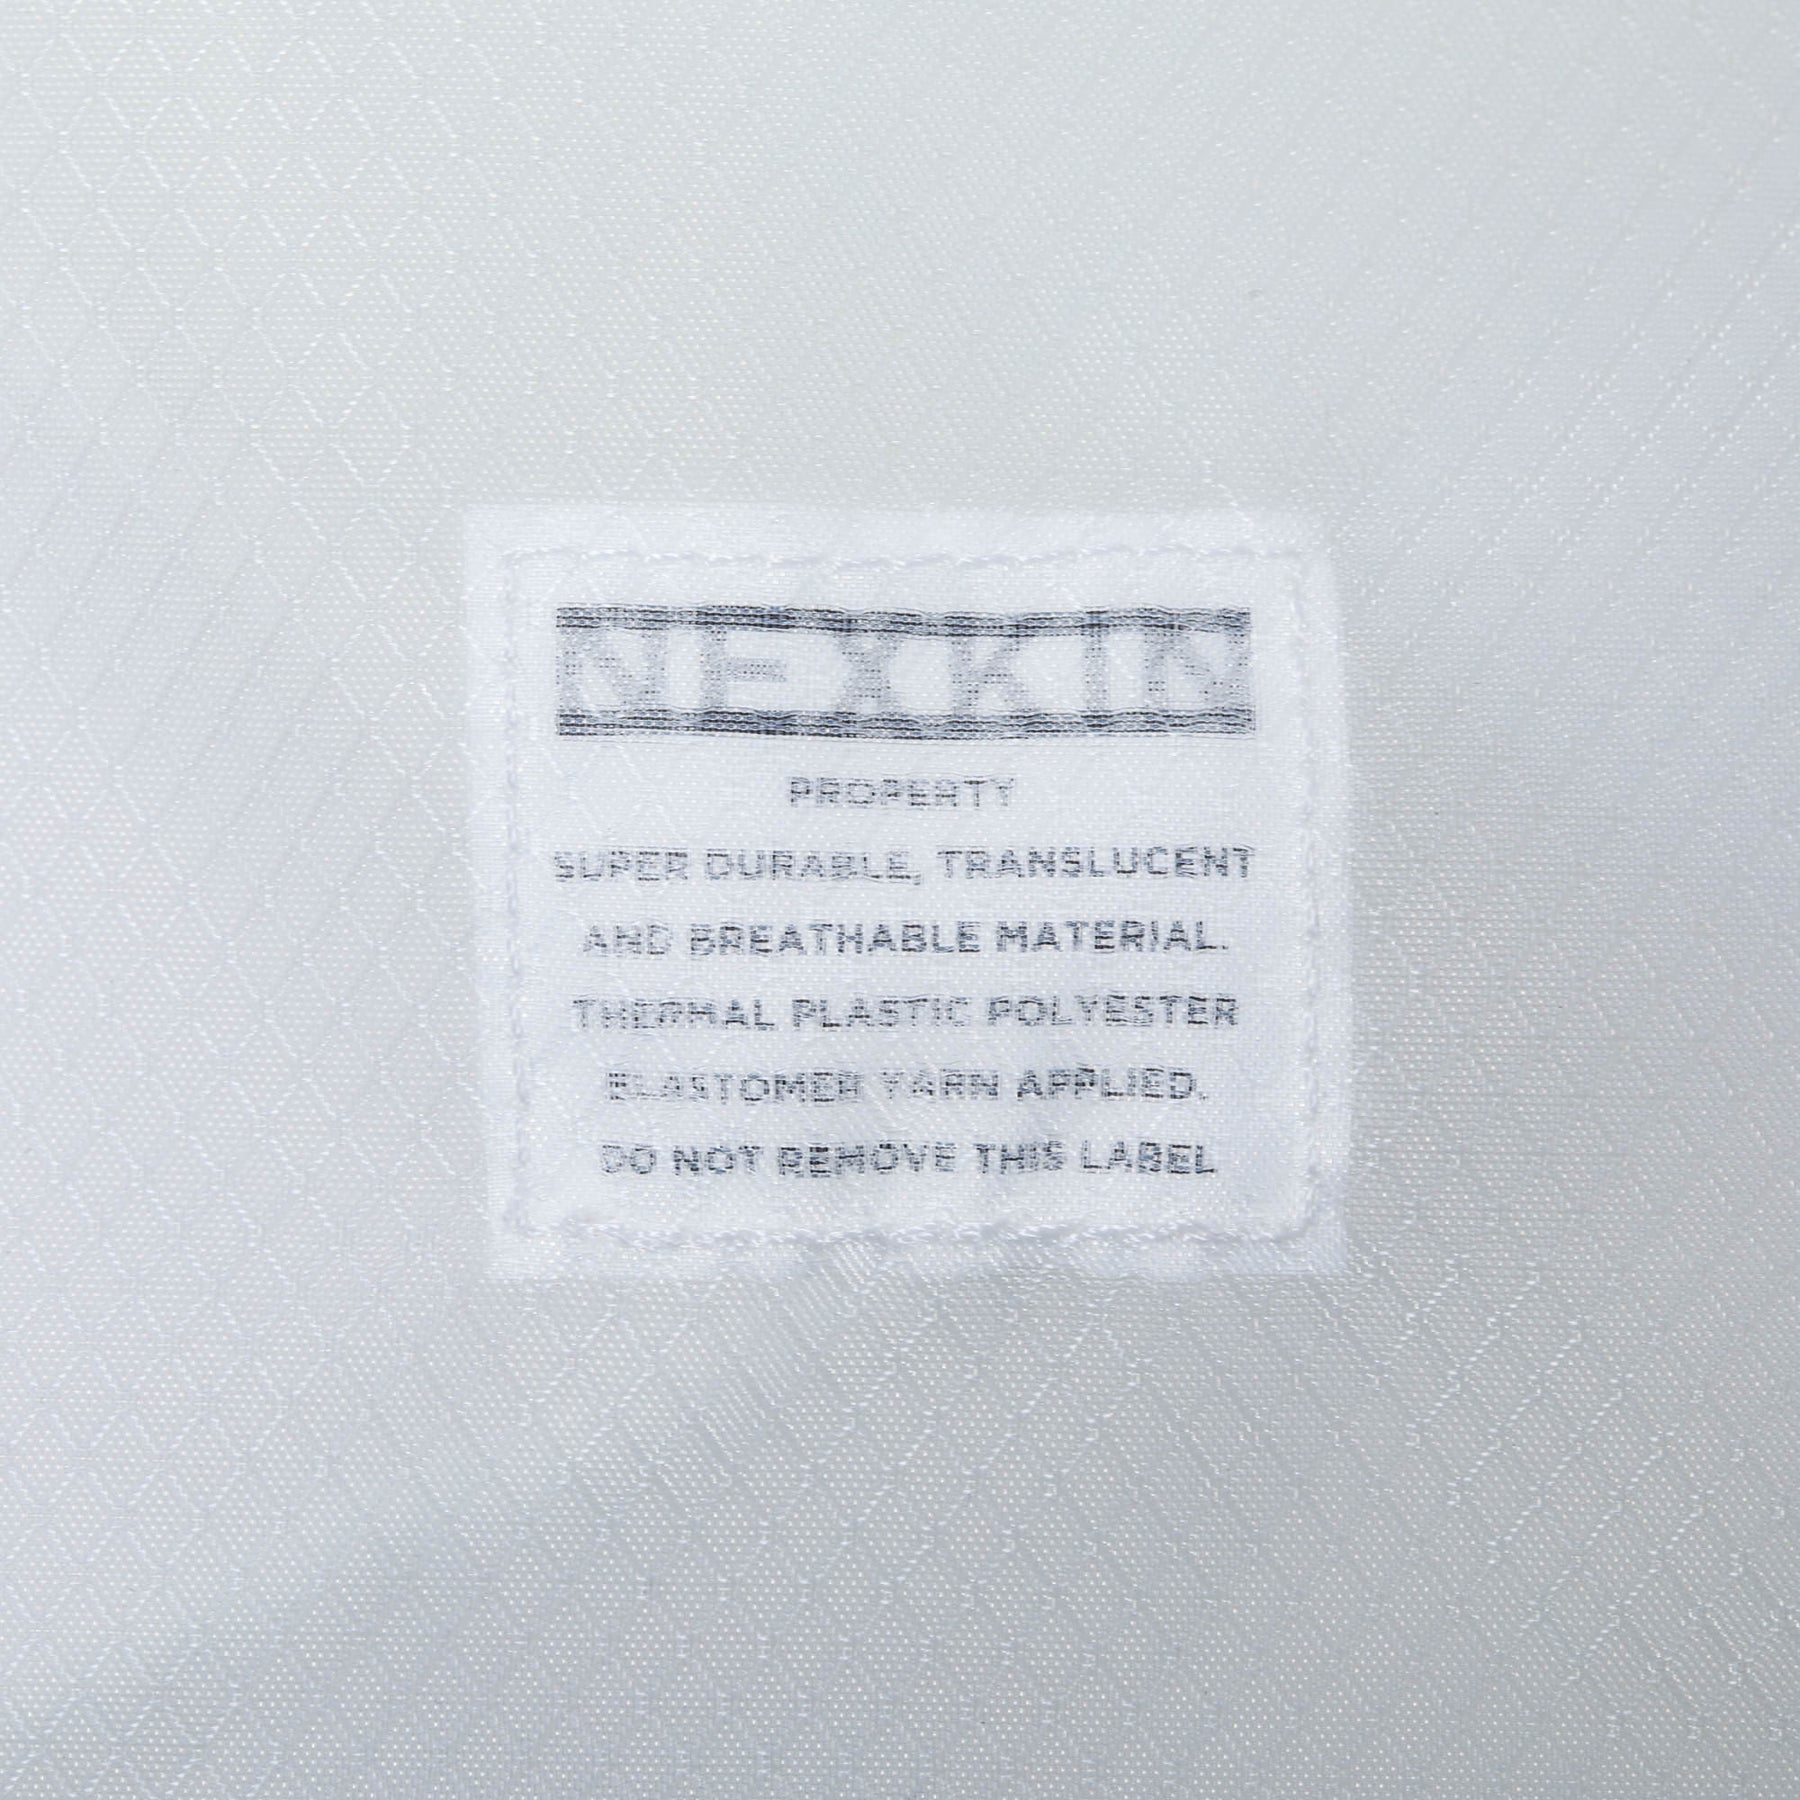 NEXKIN
PROPERTY
SUPER DURABLE, TRANSLUCENT
AND BREATHABLE MATERIAL.
THERMAL PLASTIC POLYESTER
ELASTOMER YARN APPLIED.
DO NOT REMOVE THIS LABEL